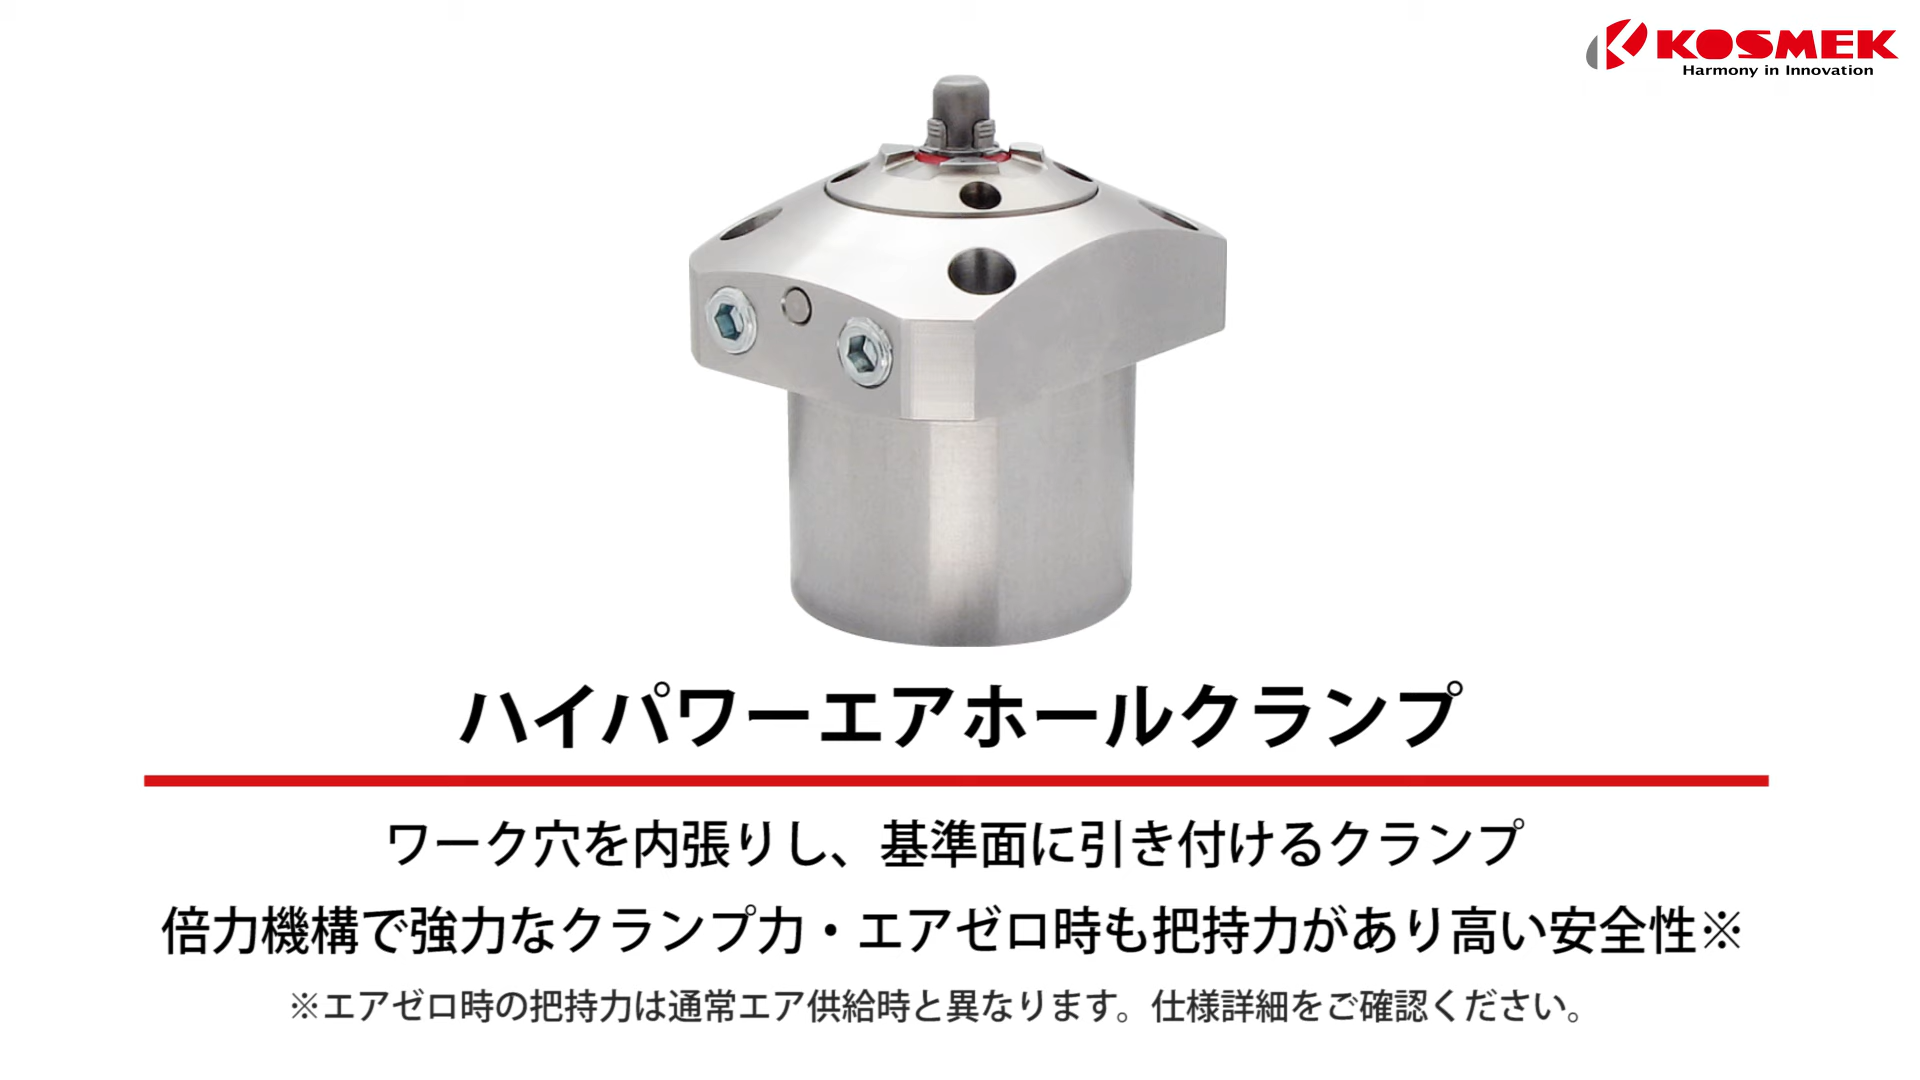 KOSMEK
Harmony in Innovation
ハイパワーエアホールクランプ
ワーク穴を内張りし、基準面に引き付けるクランプ
倍力機構で強力なクランプ力・エアゼロ時も把持力があり高い安全性※
※エアゼロ時の把持力は通常エア供給時と異なります。仕様詳細をご確認ください。